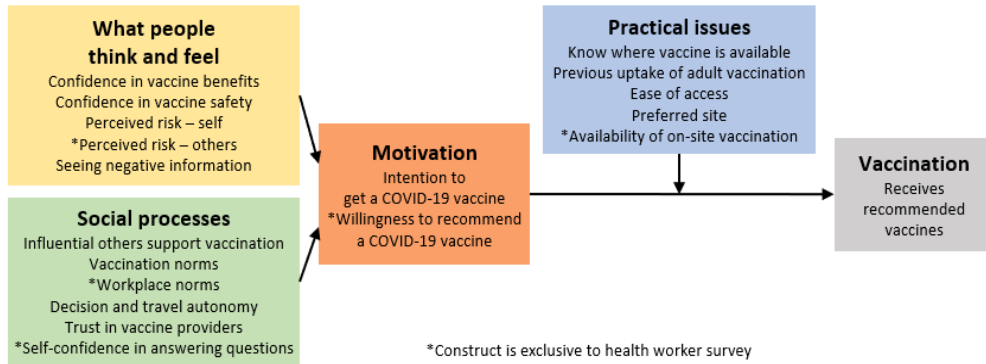 What people
think and feel
Confidence in vaccine benefits
Confidence in vaccine safety
Perceived risk – self
*Perceived risk – others
Seeing negative information
Social processes
Influential others support vaccination
Vaccination norms
*Workplace norms
Decision and travel autonomy
Trust in vaccine providers
*Self-confidence in answering questions
Motivation
Intention to
get a COVID-19 vaccine
*Willingness to recommend
a COVID-19 vaccine
Practical issues
Know where vaccine is available
Previous uptake of adult vaccination
Ease of access
Preferred site
*Availability of on-site vaccination
Vaccination
Receives
recommended
vaccines
*Construct is exclusive to health worker survey